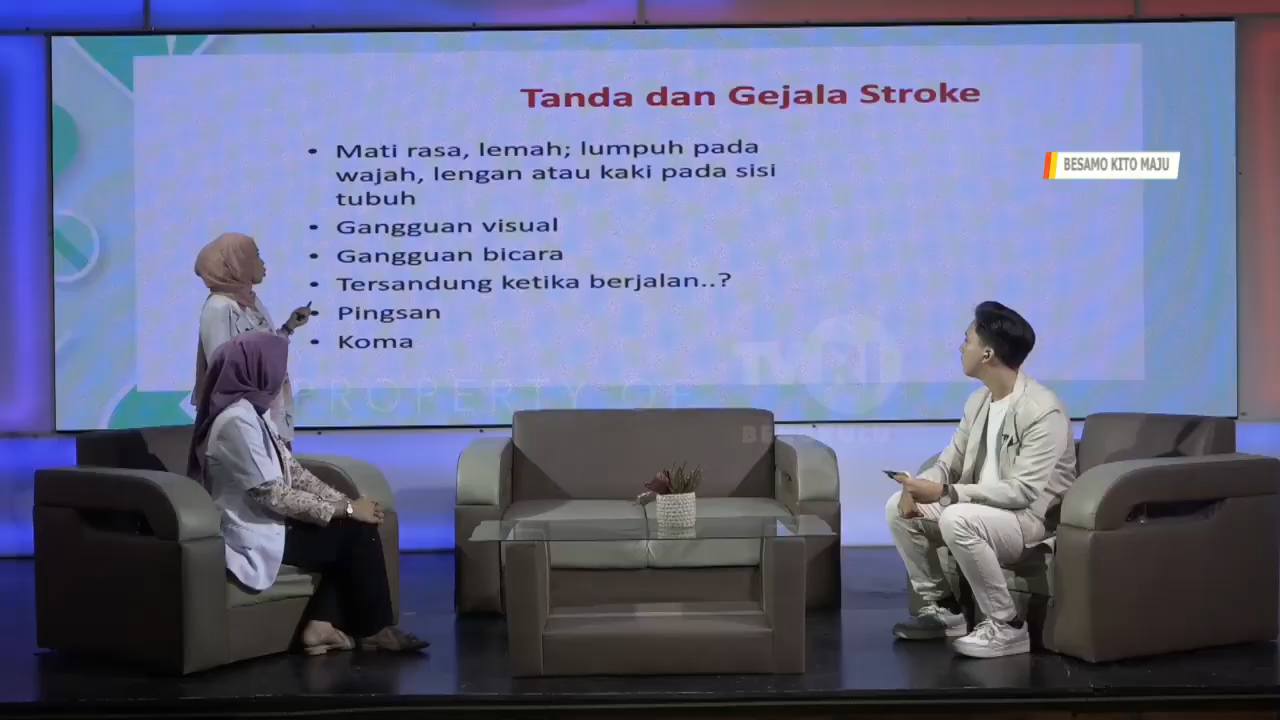 Tanda dan Gejala Stroke
• Mati rasa, lemah; lumpuh pada
wajah, lengan atau kaki pada sisi
tubuh
• Gangguan visual
• Gangguan bicara
• Tersandung ketika berjalan..?
• Pingsan
• Koma
BESAMO KITO MAJU
PROPERTY OF
TVRI
BENGKULU